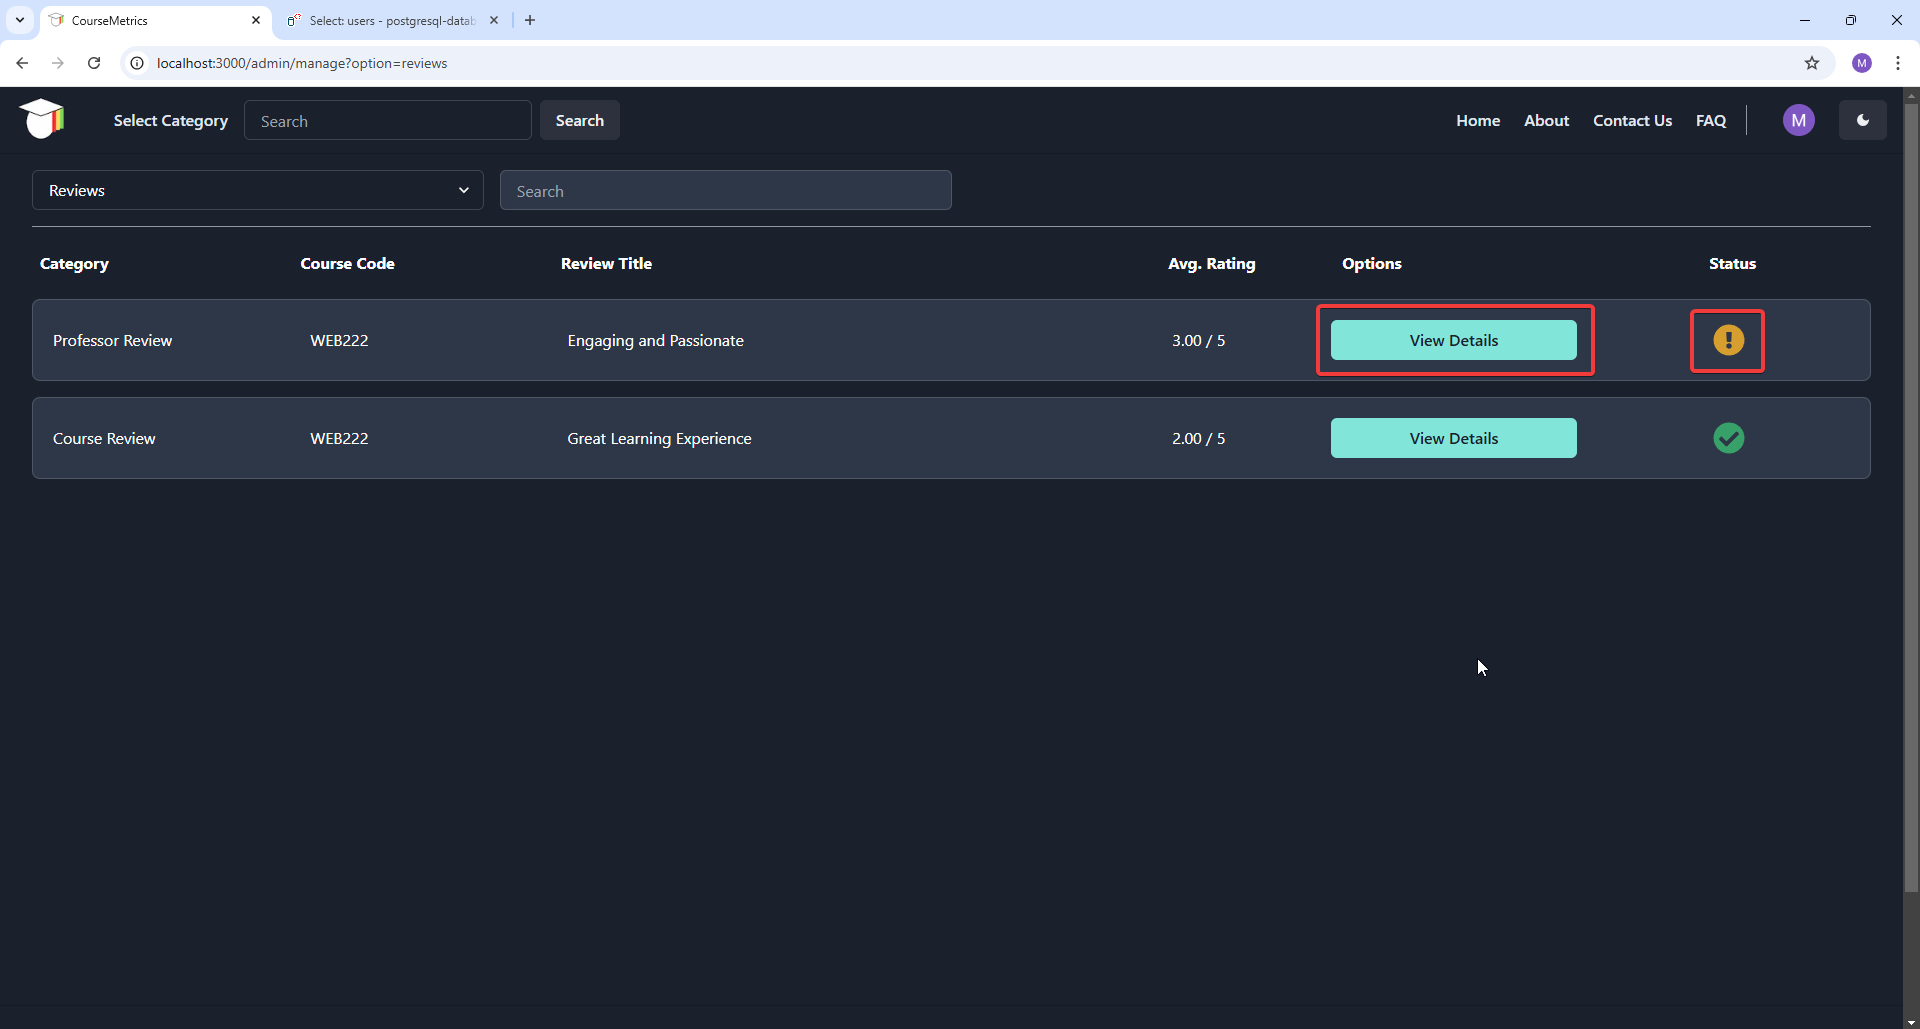 CourseMetrics
Select: users - postgresql-datab
localhost:3000/admin/manage?option=reviews
M
Select Category Search Search Home About Contact Us FAQ M
Reviews Search
Category Course Code Review Title Avg. Rating Options Status
Professor Review WEB222 Engaging and Passionate 3.00 / 5 View Details
Course Review WEB222 Great Learning Experience 2.00 / 5 View Details